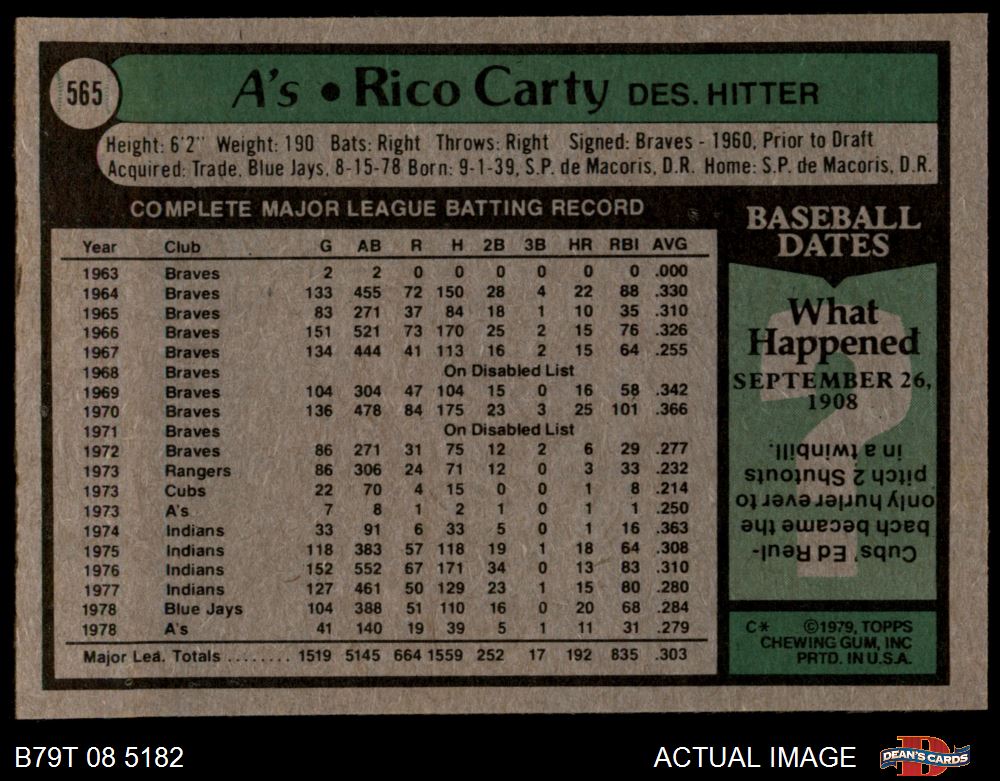 565
A's • Rico Carty DES. HITTER
Height: 6'2" Weight: 190 Bats: Right Throws: Right Signed: Braves - 1960, Prior to Draft
Acquired: Trade, Blue Jays, 8-15-78 Born: 9-1-39, S.P. de Macoris, D.R. Home: S.P. de Macoris, D.R.
COMPLETE MAJOR LEAGUE BATTING RECORD
Year Club G AB R H 2B 3B HR RBI AVG
1963 Braves 2 2 0 0 0 0 0 0 .000
1964 Braves 133 455 72 150 28 4 22 88 .330
1965 Braves 83 271 37 84 18 1 10 35 .310
1966 Braves 151 521 73 170 25 2 15 76 .326
1967 Braves 134 444 41 113 16 2 15 64 .255
1968 Braves On Disabled List
1969 Braves 104 304 47 104 15 0 16 58 .342
1970 Braves 136 478 84 175 23 3 25 101 .366
1971 Braves On Disabled List
1972 Braves 86 271 31 75 12 2 6 29 .277
1973 Rangers 86 306 24 71 12 0 3 33 .232
1973 Cubs 22 70 4 15 0 0 1 8 .214
1973 A's 7 8 1 2 1 0 1 1 .250
1974 Indians 33 91 6 33 5 0 1 16 .363
1975 Indians 118 383 57 118 19 1 18 64 .308
1976 Indians 152 552 67 171 34 0 13 83 .310
1977 Indians 127 461 50 129 23 1 15 80 .280
1978 Blue Jays 104 388 51 110 16 0 20 68 .284
1978 A's 41 140 19 39 5 1 11 31 .279
Major Lea. Totals ........ 1519 5145 664 1559 252 17 192 835 .303
BASEBALL
DATES
What
Happened
SEPTEMBER 26,
1908
?
Cubs' Ed Reul-
bach became the
only hurler ever to
pitch 2 Shutouts
in a twinbill.
C* ©1979, TOPPS
CHEWING GUM, INC
PRTD. IN U.S.A.
B79T 08 5182
ACTUAL IMAGE
D
DEAN'S CARDS